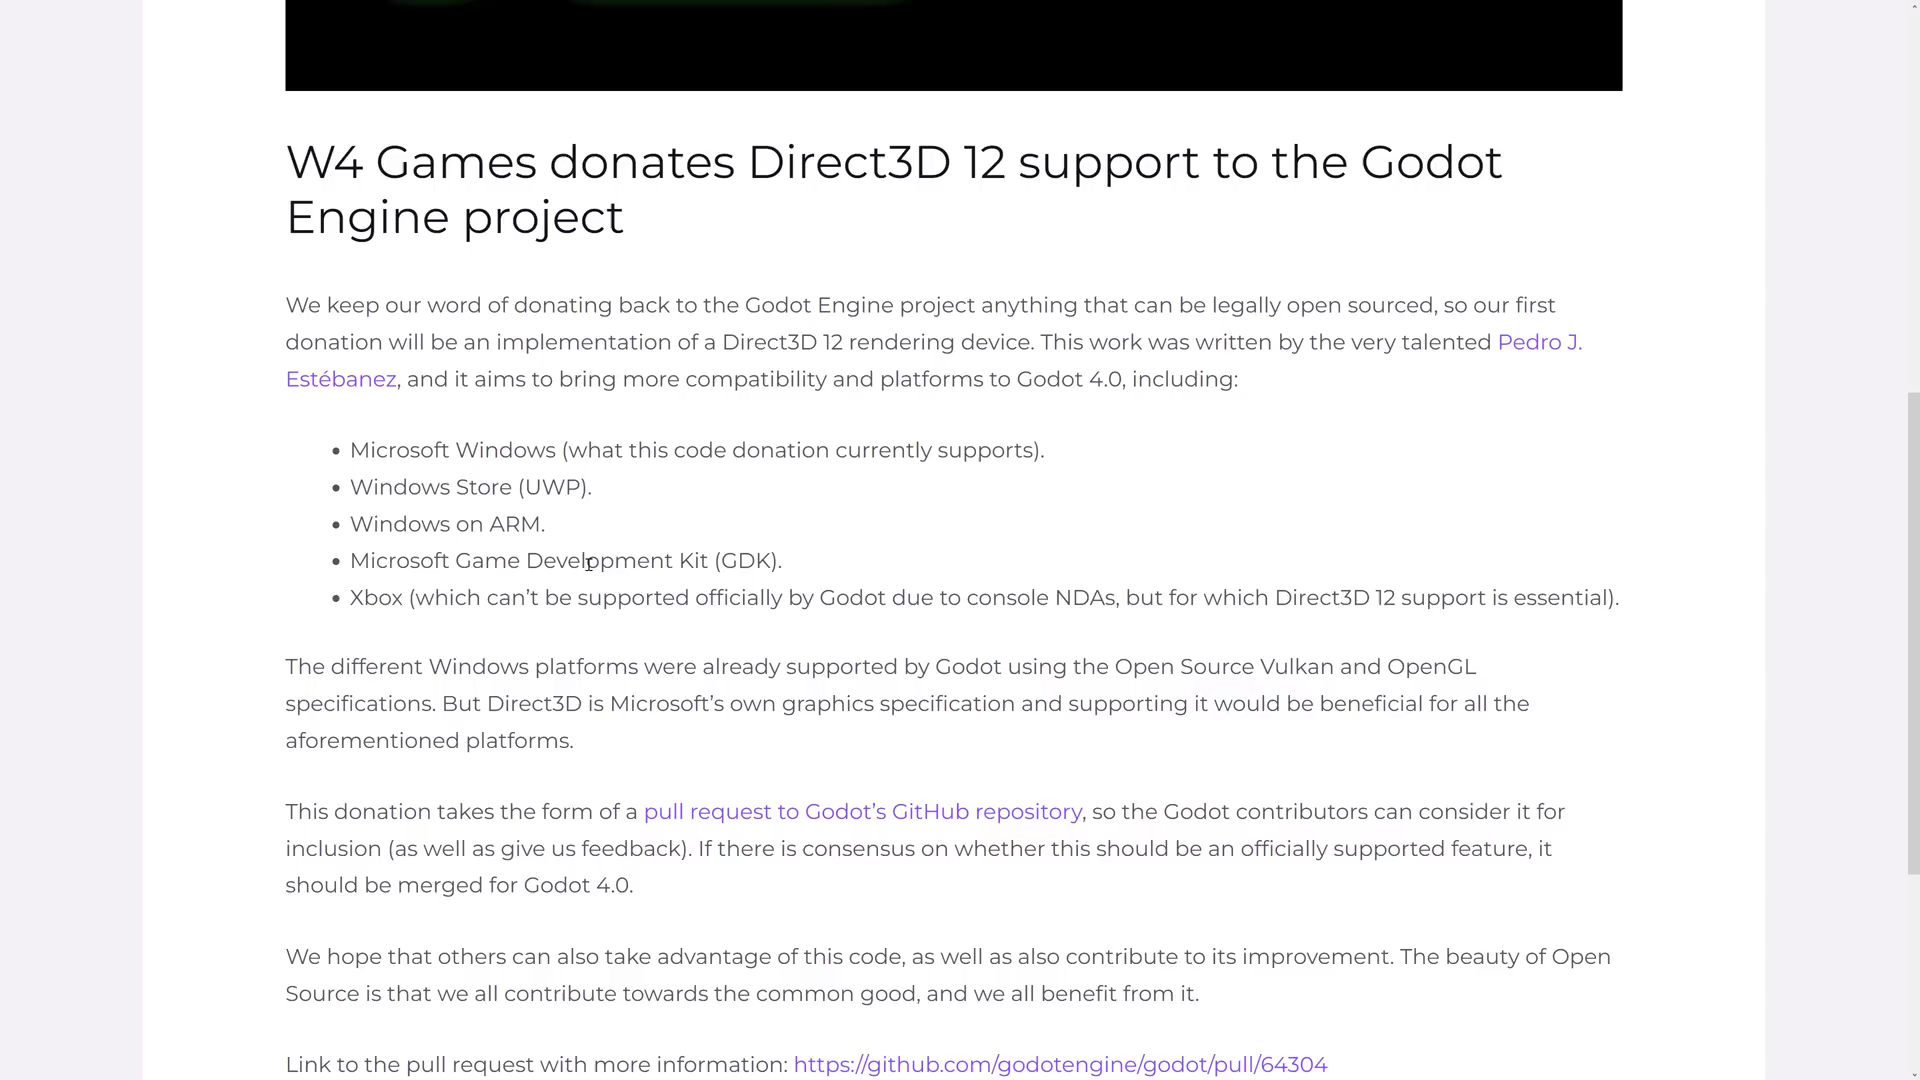 W4 Games donates Direct3D 12 support to the Godot
Engine project
We keep our word of donating back to the Godot Engine project anything that can be legally open sourced, so our first
donation will be an implementation of a Direct3D 12 rendering device. This work was written by the very talented Pedro J.
Estébanez, and it aims to bring more compatibility and platforms to Godot 4.0, including:
• Microsoft Windows (what this code donation currently supports).
• Windows Store (UWP).
• Windows on ARM.
• Microsoft Game Development Kit (GDK).
• Xbox (which can’t be supported officially by Godot due to console NDAs, but for which Direct3D 12 support is essential).
The different Windows platforms were already supported by Godot using the Open Source Vulkan and OpenGL
specifications. But Direct3D is Microsoft’s own graphics specification and supporting it would be beneficial for all the
aforementioned platforms.
This donation takes the form of a pull request to Godot’s GitHub repository, so the Godot contributors can consider it for
inclusion (as well as give us feedback). If there is consensus on whether this should be an officially supported feature, it
should be merged for Godot 4.0.
We hope that others can also take advantage of this code, as well as also contribute to its improvement. The beauty of Open
Source is that we all contribute towards the common good, and we all benefit from it.
Link to the pull request with more information: https://github.com/godotengine/godot/pull/64304